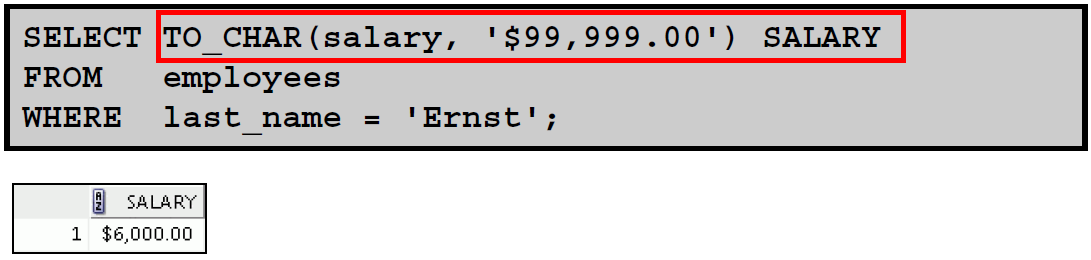 SELECT TO_CHAR(salary, '$99,999.00') SALARY
FROM   employees
WHERE  last_name = 'Ernst';
SALARY
1 $6,000.00